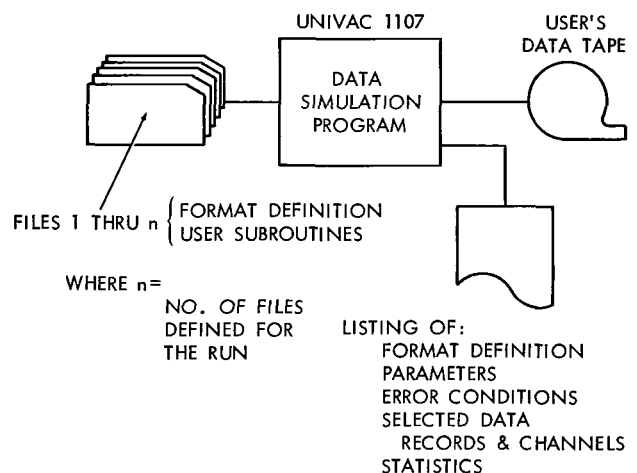 UNIVAC 1107
USER'S
DATA TAPE
DATA
SIMULATION
PROGRAM
FILES 1 THRU n { FORMAT DEFINITION
USER SUBROUTINES
WHERE n=
NO. OF FILES
DEFINED FOR
THE RUN
LISTING OF:
FORMAT DEFINITION
PARAMETERS
ERROR CONDITIONS
SELECTED DATA
RECORDS & CHANNELS
STATISTICS